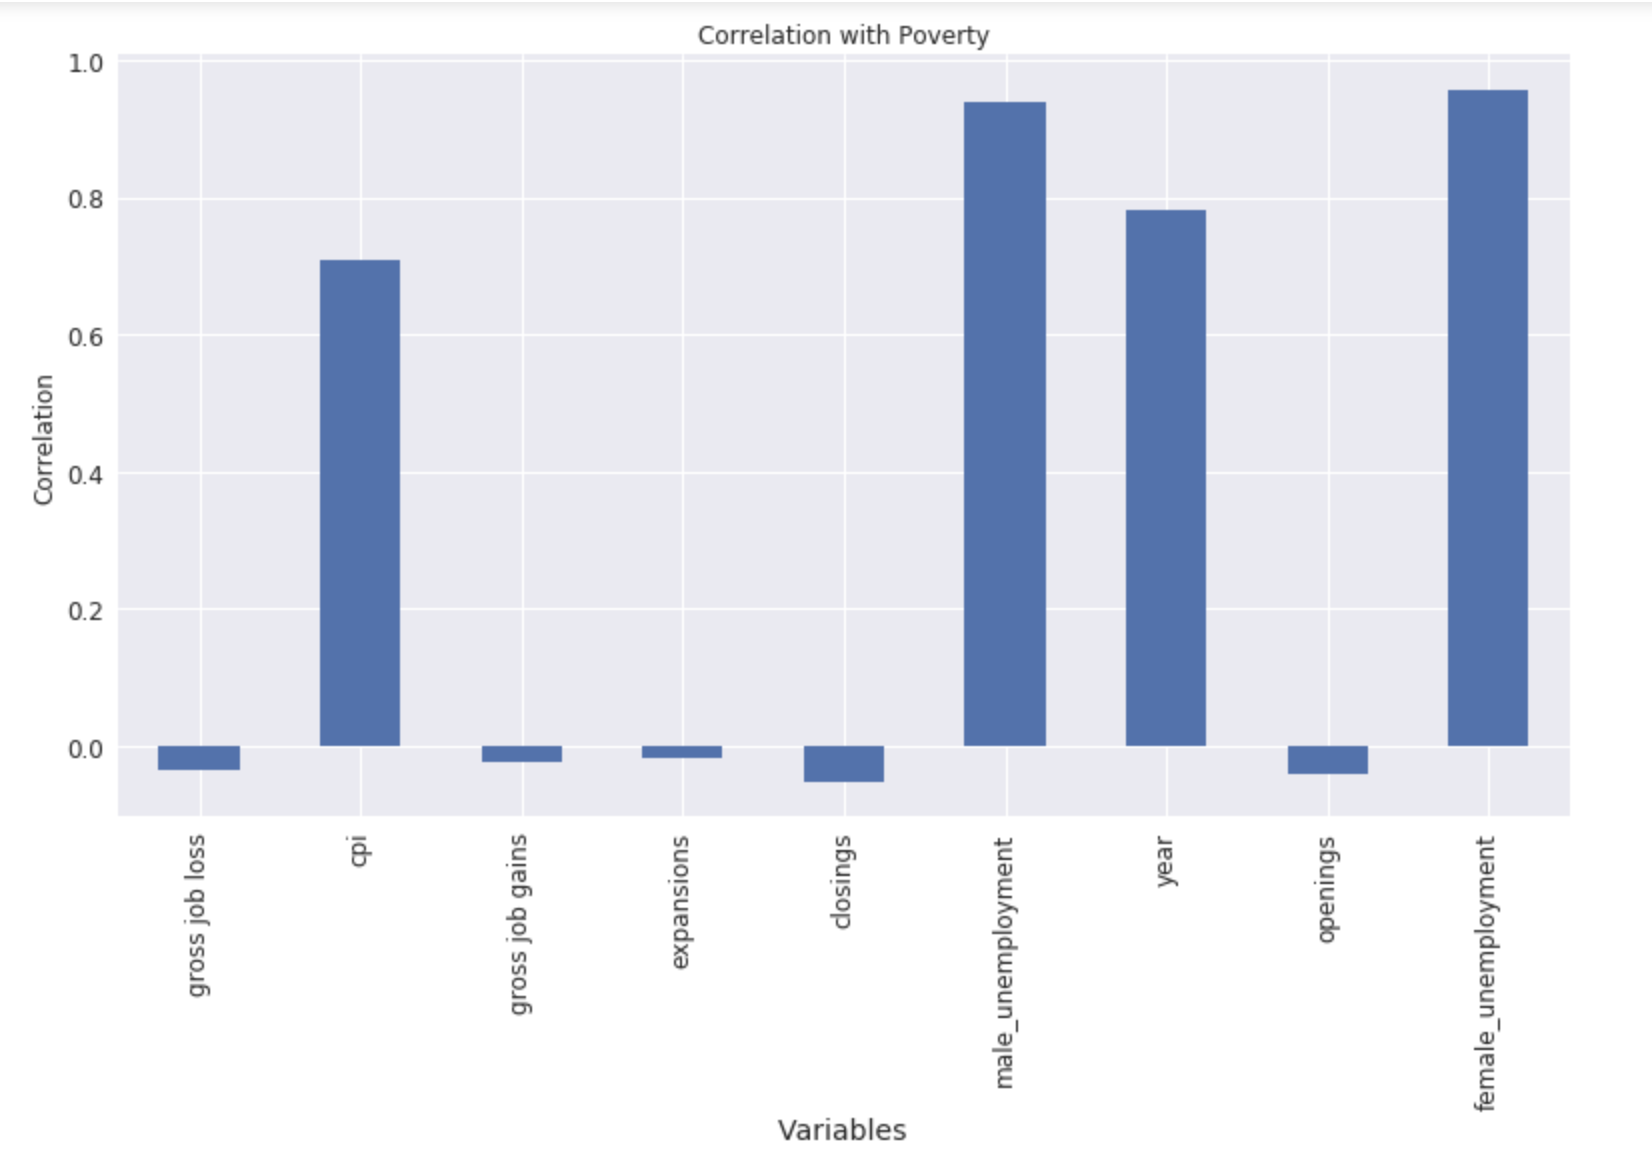 Correlation with Poverty
1.0
0.8
0.6
0.4
0.2
0.0
Correlation
gross job loss
cpi
gross job gains
expansions
closings
male_unemployment
year
openings
female_unemployment
Variables